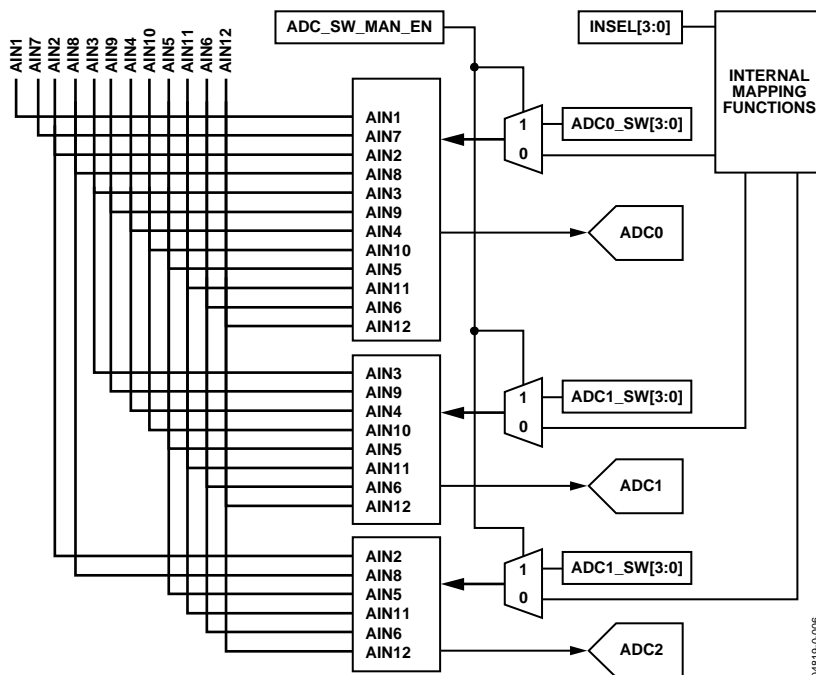 AIN1
AIN7
AIN2
AIN8
AIN3
AIN9
AIN4
AIN10
AIN5
AIN11
AIN6
AIN12
ADC_SW_MAN_EN
INSEL[3:0]
INTERNAL
MAPPING
FUNCTIONS
AIN1
AIN7
AIN2
AIN8
AIN3
AIN9
AIN4
AIN10
AIN5
AIN11
AIN6
AIN12
1
0
ADC0_SW[3:0]
ADC0
AIN3
AIN9
AIN4
AIN10
AIN5
AIN11
AIN6
AIN12
1
0
ADC1_SW[3:0]
ADC1
AIN2
AIN8
AIN5
AIN11
AIN6
AIN12
1
0
ADC1_SW[3:0]
ADC2
04819-0-006